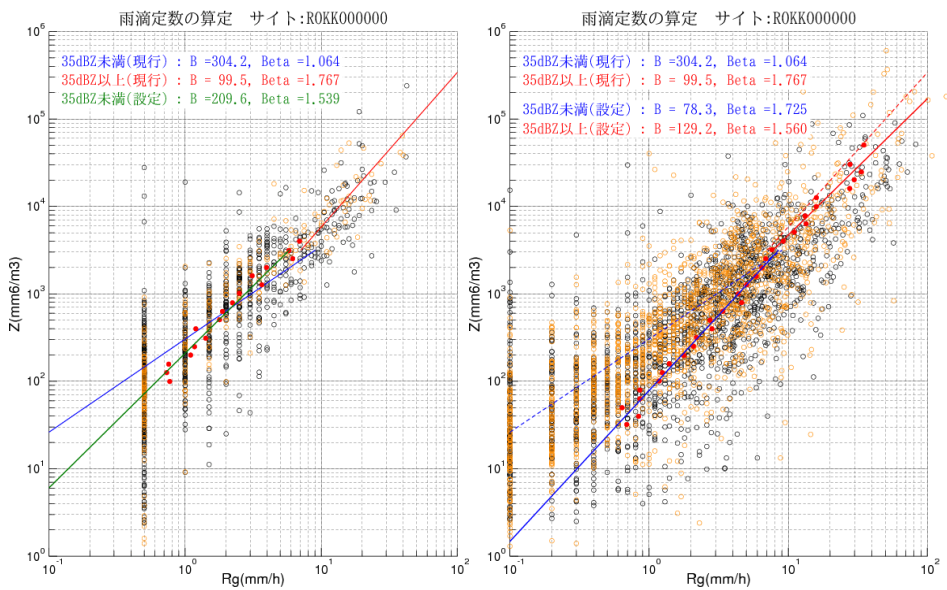 雨滴定数の算定　サイト:ROKKO00000
35dBZ未満(現行) : B =304.2, Beta =1.064
35dBZ以上(現行) : B = 99.5, Beta =1.767
35dBZ未満(設定) : B =209.6, Beta =1.539
10^6
10^5
10^4
10^3
10^2
10^1
10^0
Z(mm6/m3)
10^-1
10^0
10^1
10^2
Rg(mm/h)
雨滴定数の算定　サイト:ROKKO00000
35dBZ未満(現行) : B =304.2, Beta =1.064
35dBZ以上(現行) : B = 99.5, Beta =1.767
35dBZ未満(設定) : B = 78.3, Beta =1.725
35dBZ以上(設定) : B =129.2, Beta =1.560
10^6
10^5
10^4
10^3
10^2
10^1
10^0
Z(mm6/m3)
10^-1
10^0
10^1
10^2
Rg(mm/h)